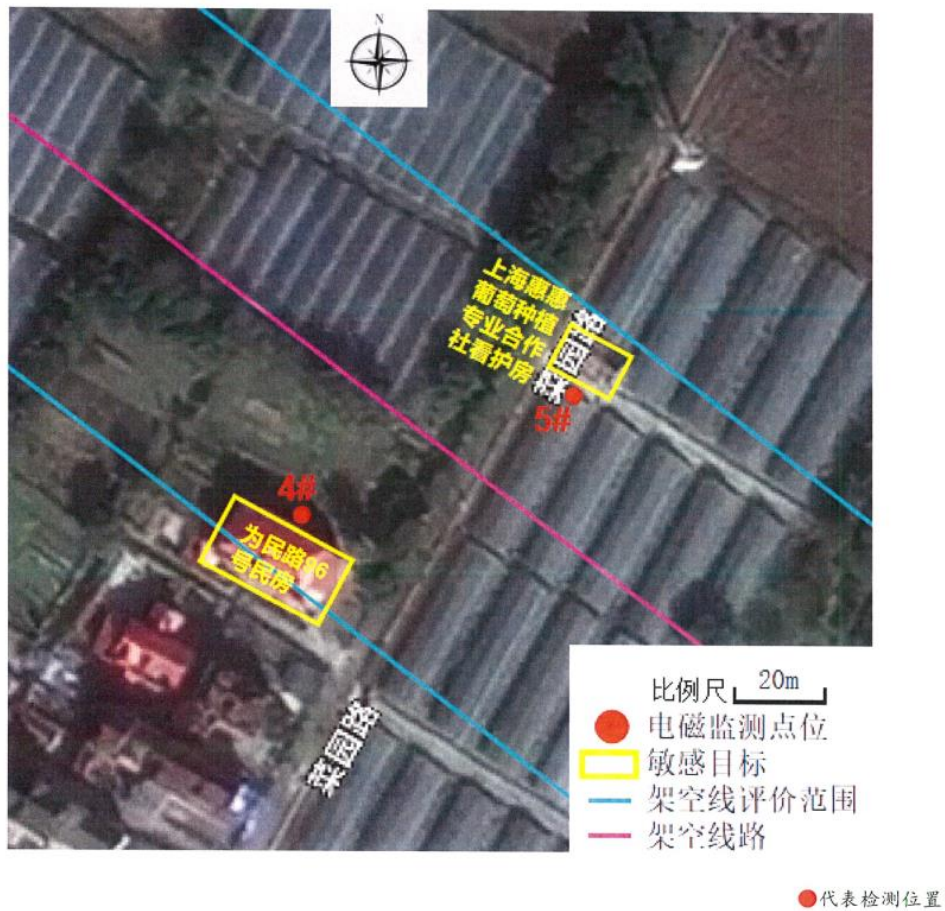 N
上海惠惠
葡萄种植
专业合作
社看护房
菜园路
5#
4#
为民路96
号民房
菜园路
比例尺 20m
电磁监测点位
敏感目标
架空线评价范围
架空线路
代表检测位置